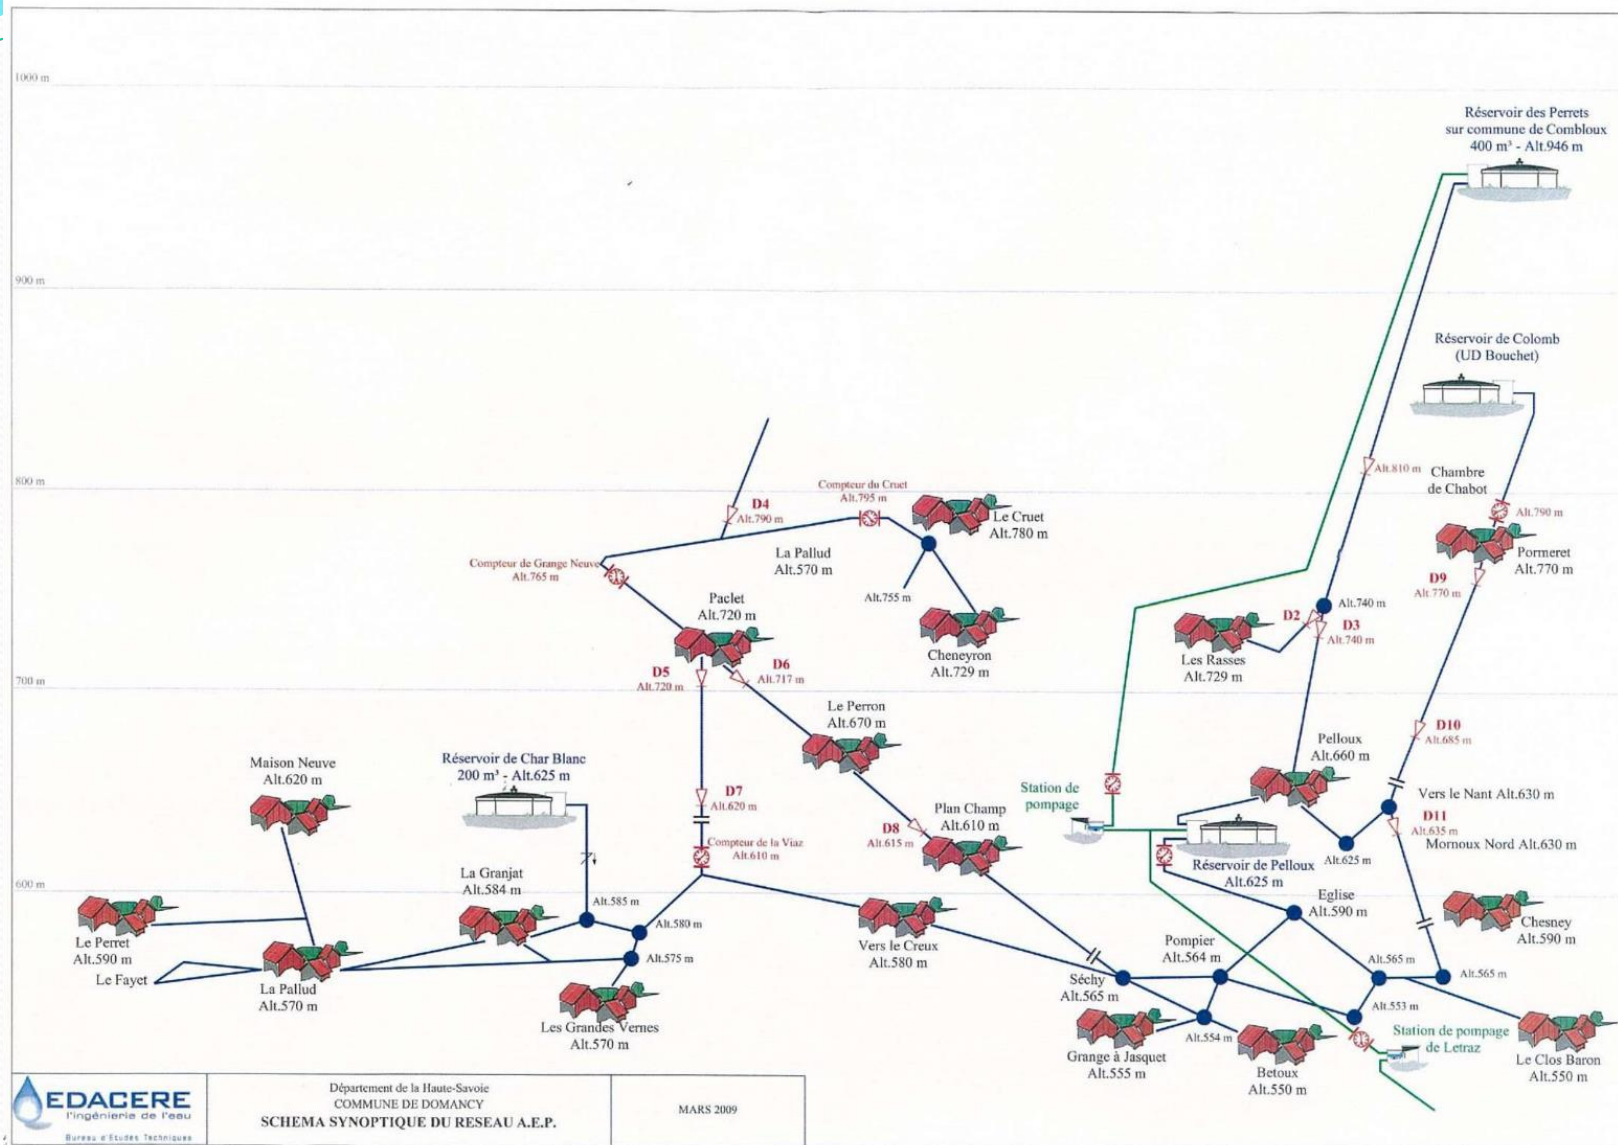 1000 m
Réservoir des Perrets
sur commune de Combloux
400 m³ - Alt.946 m
900 m
Réservoir de Colomb
(UD Bouchet)
800 m
D4
Alt.790 m
Compteur du Cruet
Alt.795 m
Le Cruet
Alt.780 m
Alt.810 m
Chambre
de Chabot
Alt.790 m
Pormeret
Alt.770 m
Compteur de Grange Neuve
Alt.765 m
La Pallud
Alt.570 m
D9
Alt 770 m
Paclet
Alt.720 m
Alt.755 m
Cheneyron
Alt.729 m
D2
Alt.740 m
D3
Alt.740 m
Les Rasses
Alt.729 m
D5
Alt.720 m
D6
Alt.717 m
700 m
Le Perron
Alt.670 m
D10
Alt.685 m
Pelloux
Alt.660 m
Maison Neuve
Alt.620 m
Réservoir de Char Blanc
200 m³ - Alt.625 m
D7
Alt.620 m
Station de
pompage
Vers le Nant Alt.630 m
Plan Champ
Alt.610 m
D8
Alt.615 m
D11
Alt.635 m
Mornoux Nord Alt.630 m
Compteur de la Viaz
Alt.610 m
Alt.625 m
Réservoir de Pelloux
Alt.625 m
600 m
La Granjat
Alt.584 m
Alt.585 m
Eglise
Alt.590 m
Chesney
Alt.590 m
Alt.580 m
Le Perret
Alt.590 m
Vers le Creux
Alt.580 m
Pompier
Alt.564 m
Alt.575 m
Le Fayet
La Pallud
Alt.570 m
Séchy
Alt.565 m
Alt.565 m
Alt.565 m
Alt.553 m
Les Grandes Vernes
Alt.570 m
Alt.554 m
Grange à Jasquet
Alt.555 m
Betoux
Alt.550 m
Station de pompage
de Letraz
Le Clos Baron
Alt.550 m
EDACERE
l'ingénierie de l'eau
Bureau d'Etudes Techniques
Département de la Haute-Savoie
COMMUNE DE DOMANCY
SCHEMA SYNOPTIQUE DU RESEAU A.E.P.
MARS 2009